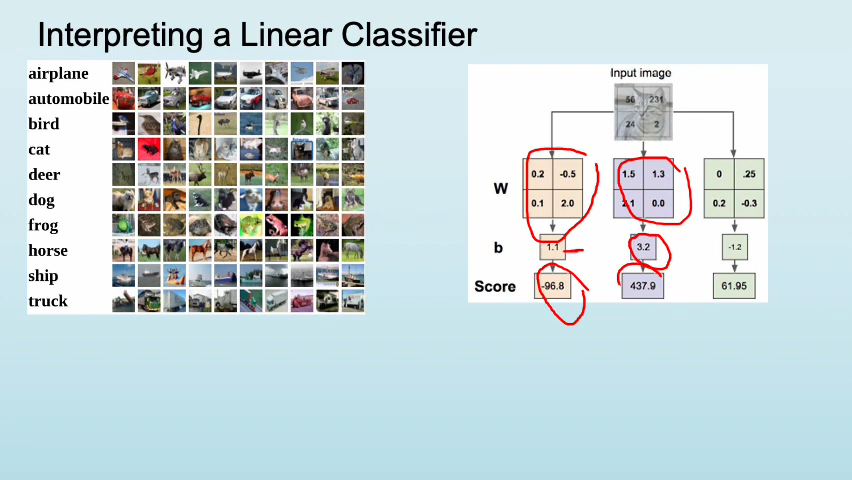 Interpreting a Linear Classifier
airplane
automobile
bird
cat
deer
dog
frog
horse
ship
truck
Input image
56 231
24 2
W
0.2 -0.5
0.1 2.0
1.5 1.3
2.1 0.0
0 .25
0.2 -0.3
b
1.1 3.2 -1.2
Score
-96.8 437.9 61.95